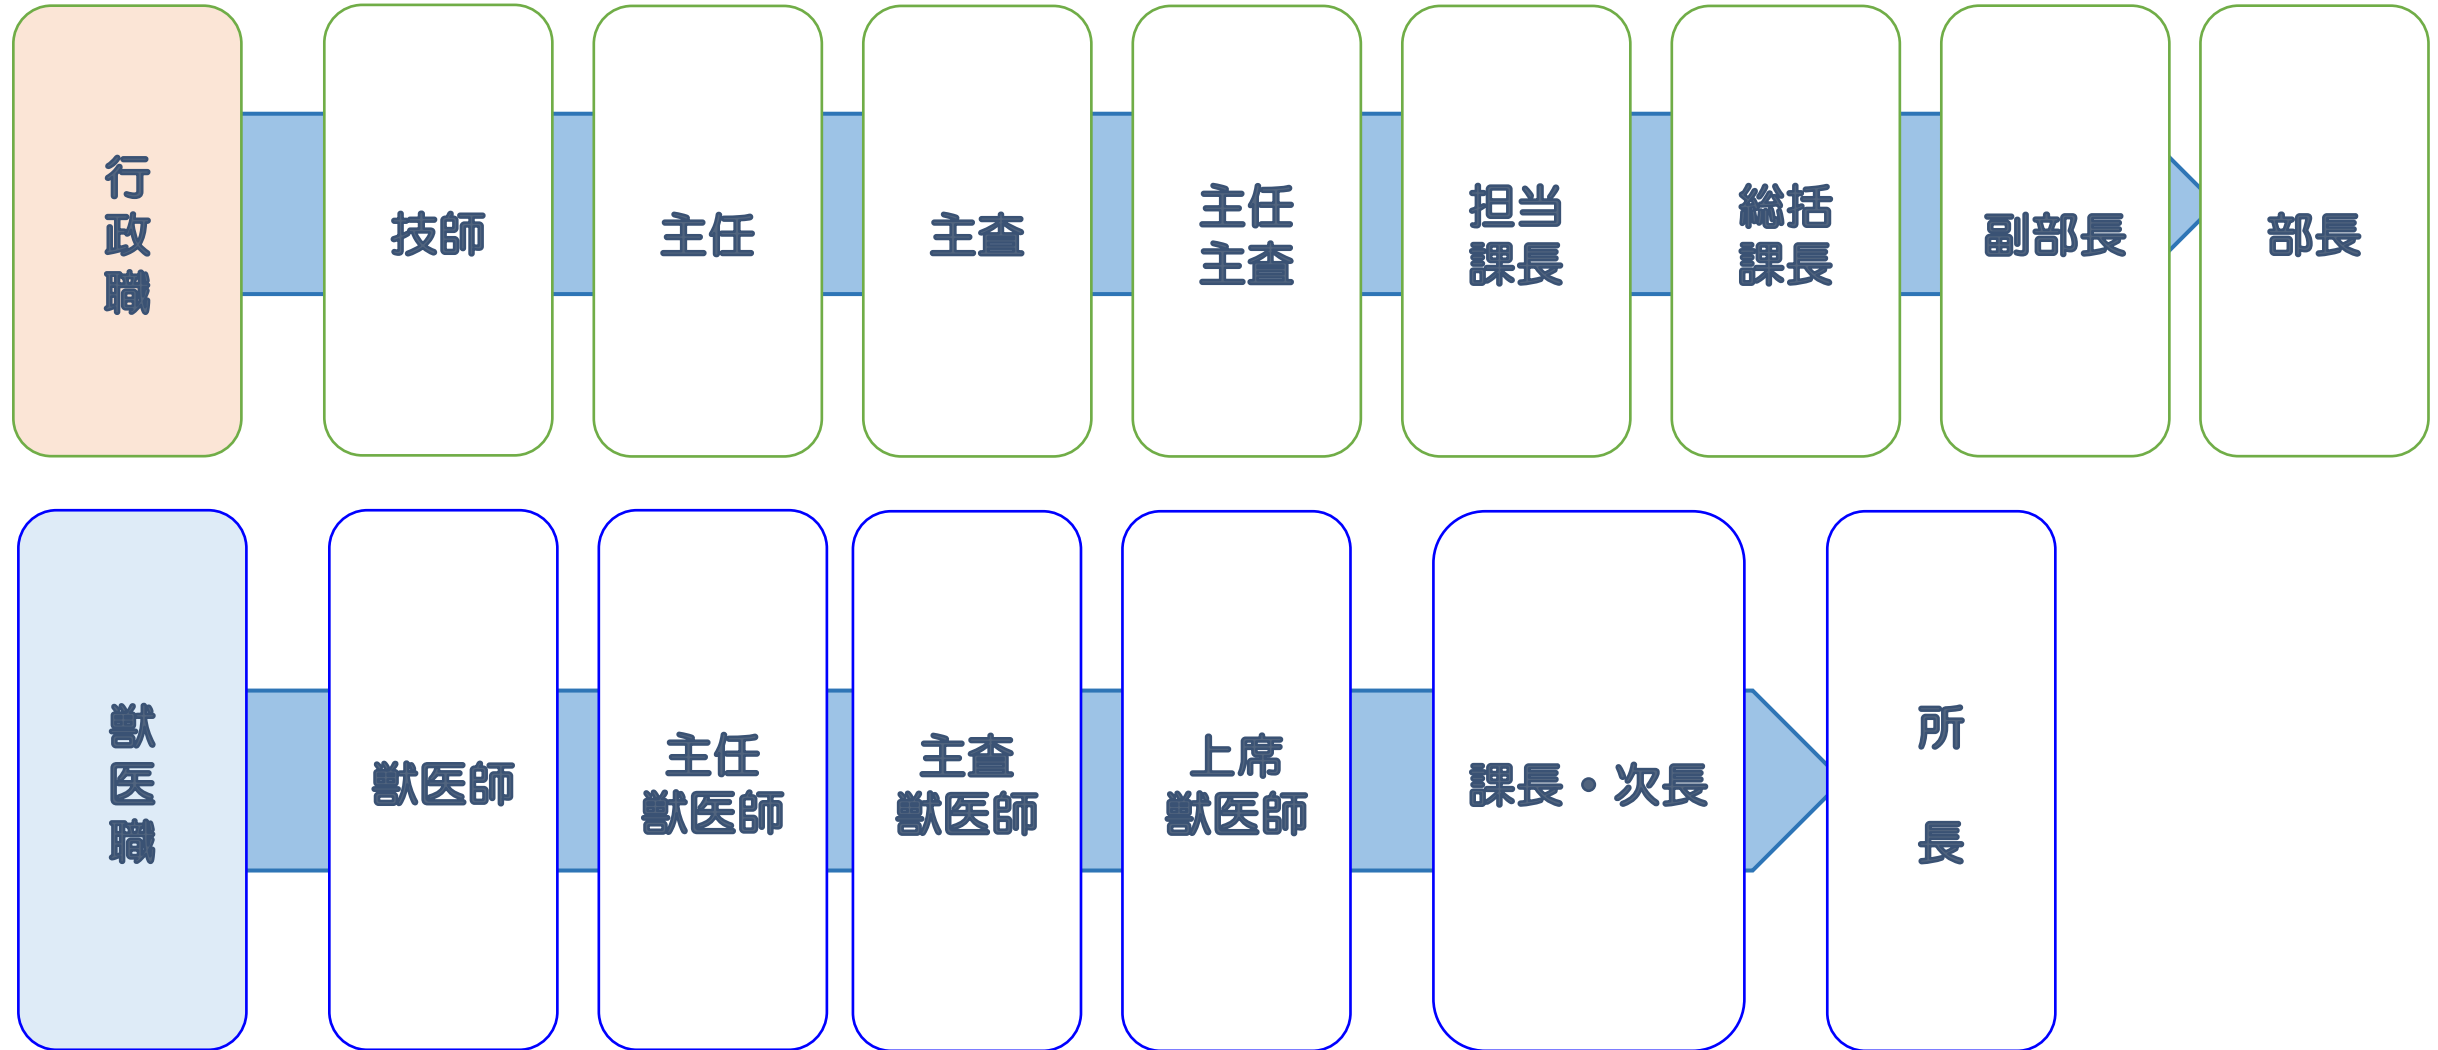 行
政
職
技師
主任
主査
主任
主査
担当
課長
総括
課長
副部長
部長
獣
医
職
獣医師
主任
獣医師
主査
獣医師
上席
獣医師
課長・次長
所
長